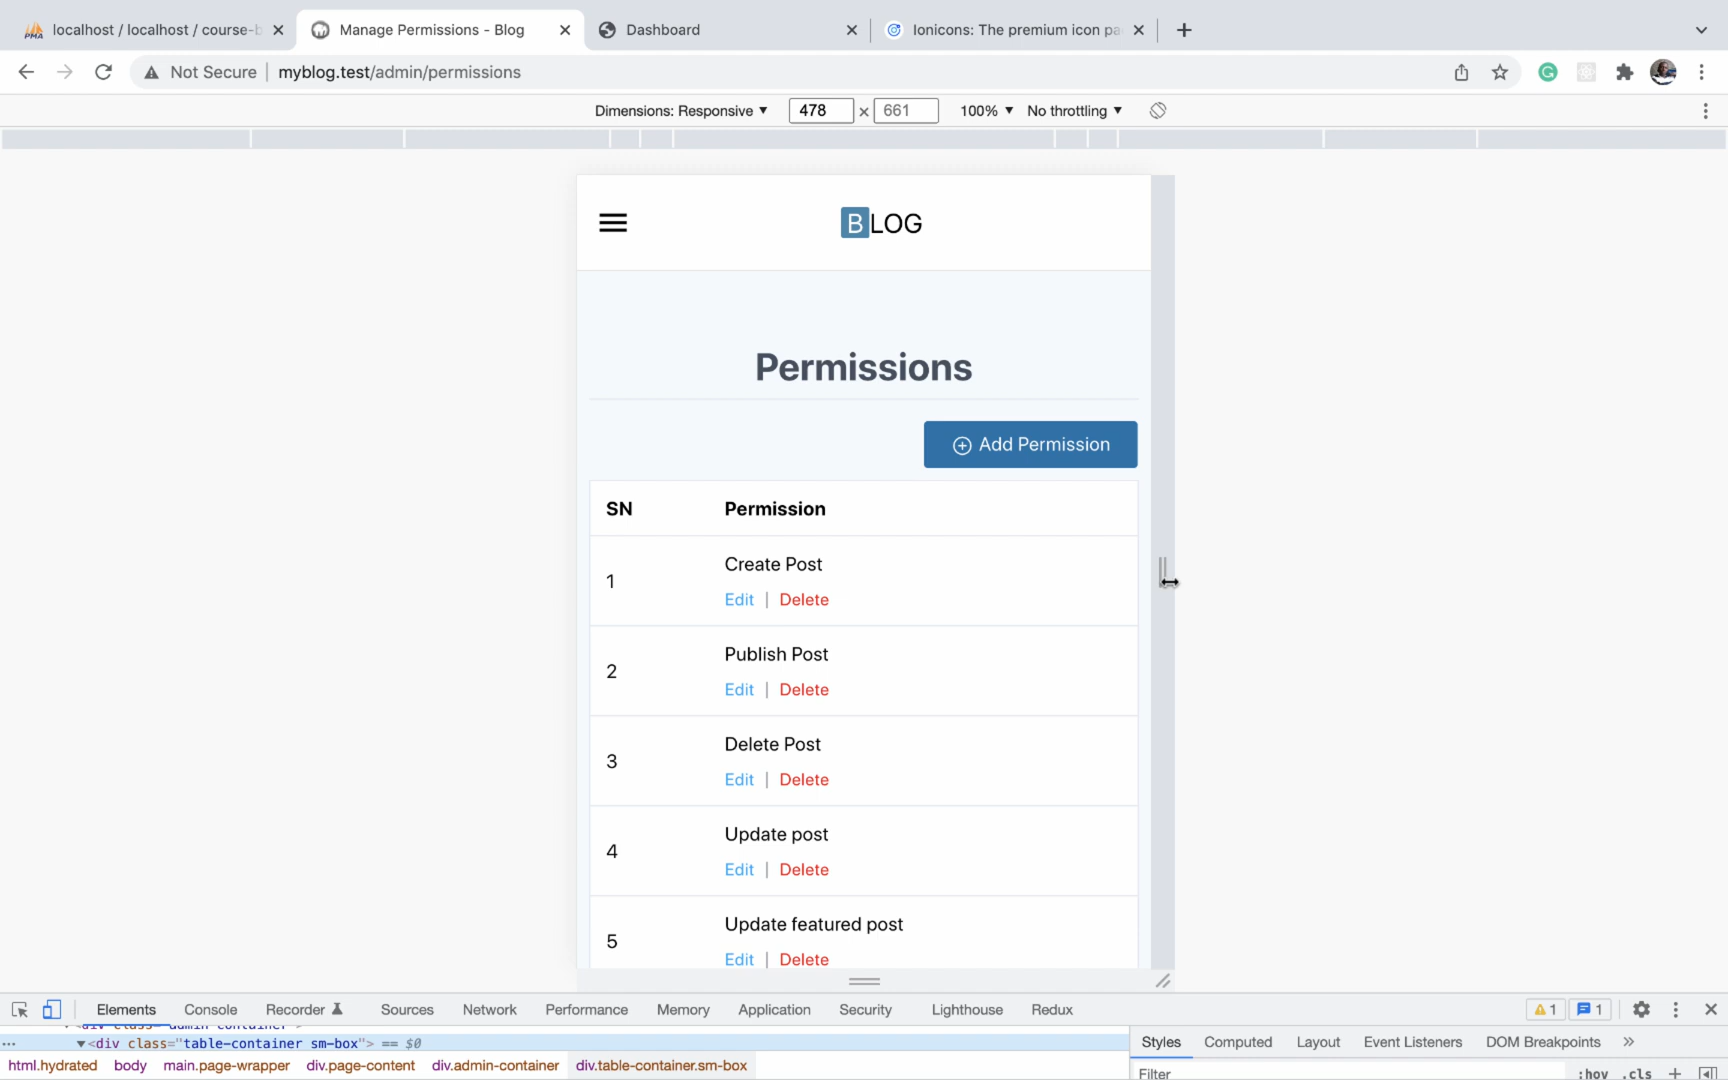 localhost / localhost / course-b
Manage Permissions - Blog
Dashboard
Ionicons: The premium icon pa
Not Secure
myblog.test/admin/permissions
Dimensions: Responsive
478 × 661
100%
No throttling
BLOG
Permissions
Add Permission
SN Permission
1
Create Post
Edit | Delete
2
Publish Post
Edit | Delete
3
Delete Post
Edit | Delete
4
Update post
Edit | Delete
5
Update featured post
Edit | Delete
Elements Console Recorder Sources Network Performance Memory Application Security Lighthouse Redux 1 1
<div class="admin-container">
<div class="table-container sm-box"> == $0
html.hydrated body main.page-wrapper div.page-content div.admin-container div.table-container.sm-box
Styles Computed Layout Event Listeners DOM Breakpoints
Filter :hov .cls